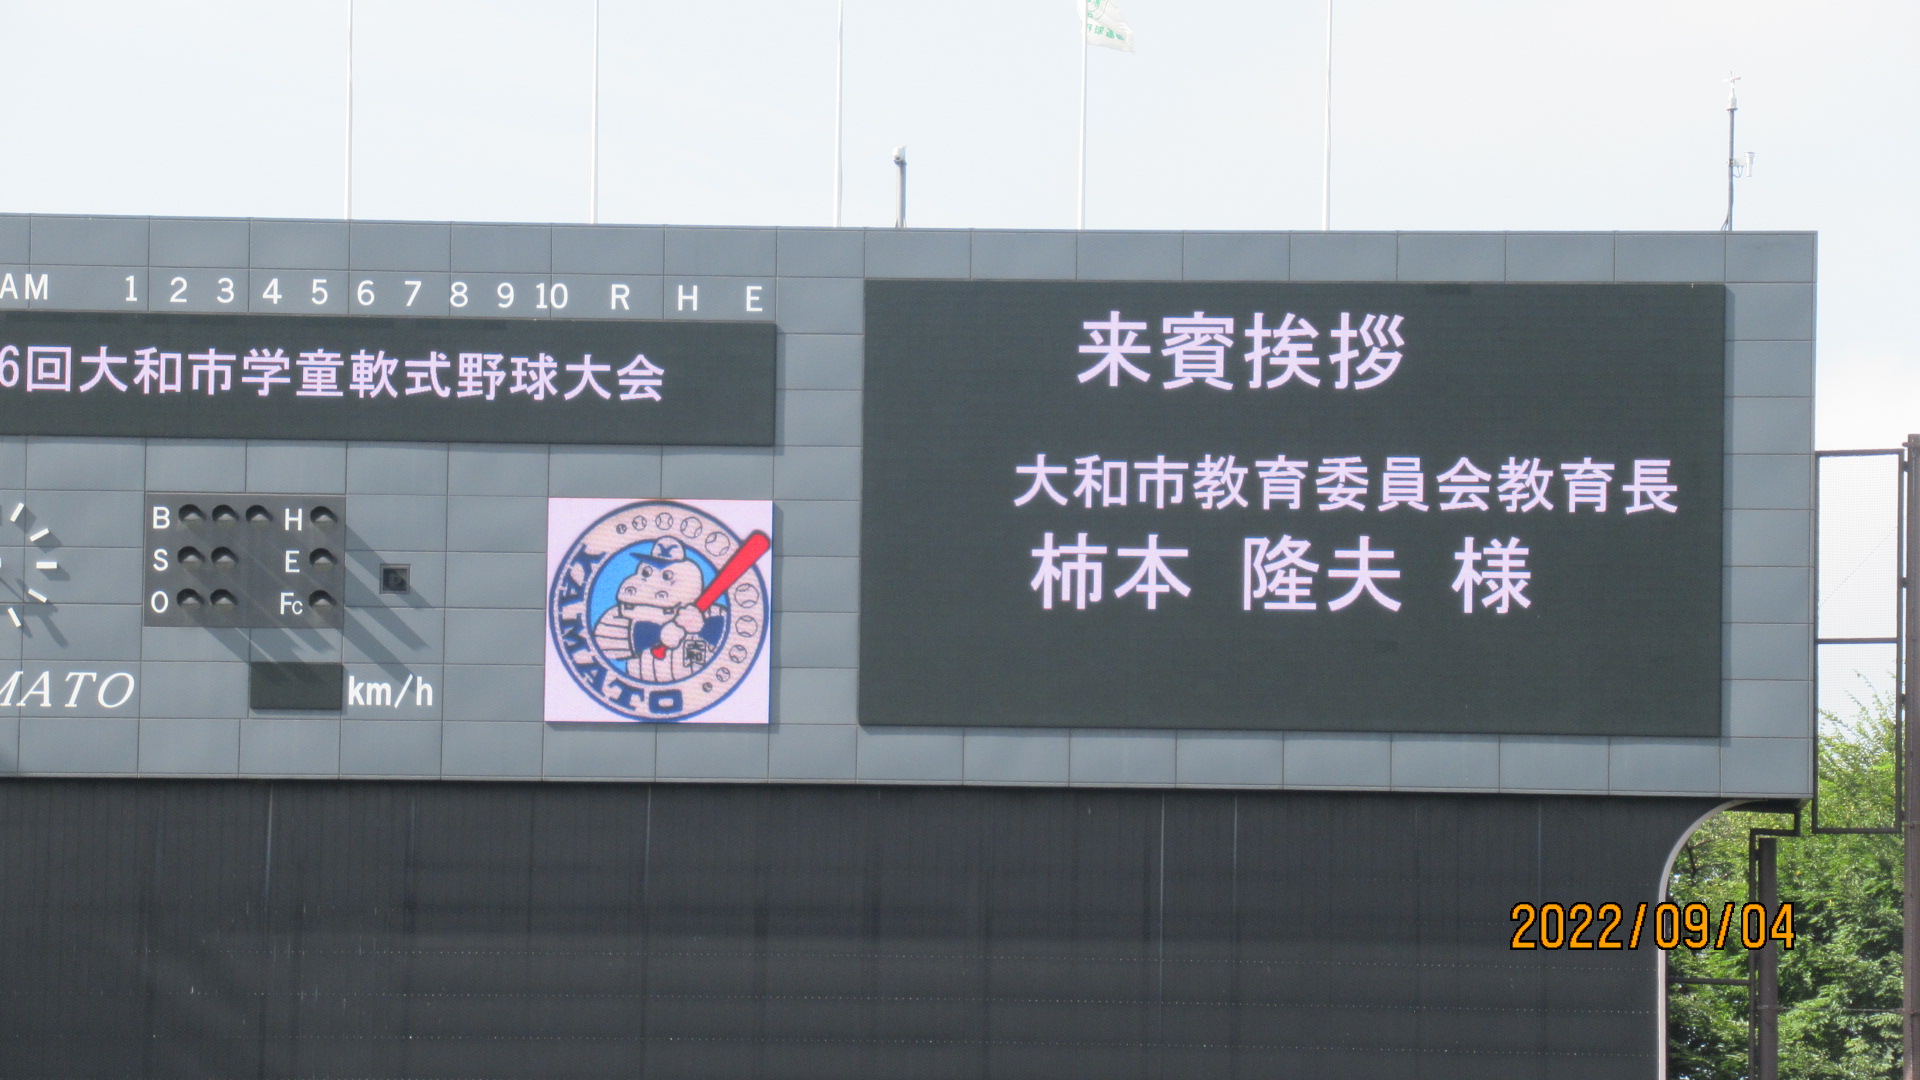 AM 1 2 3 4 5 6 7 8 9 10 R H E
6回大和市学童軟式野球大会
来賓挨拶
大和市教育委員会教育長
柿本 隆夫 様
B H
S E
O Fc
MATO
km/h
YAMATO
2022/09/04